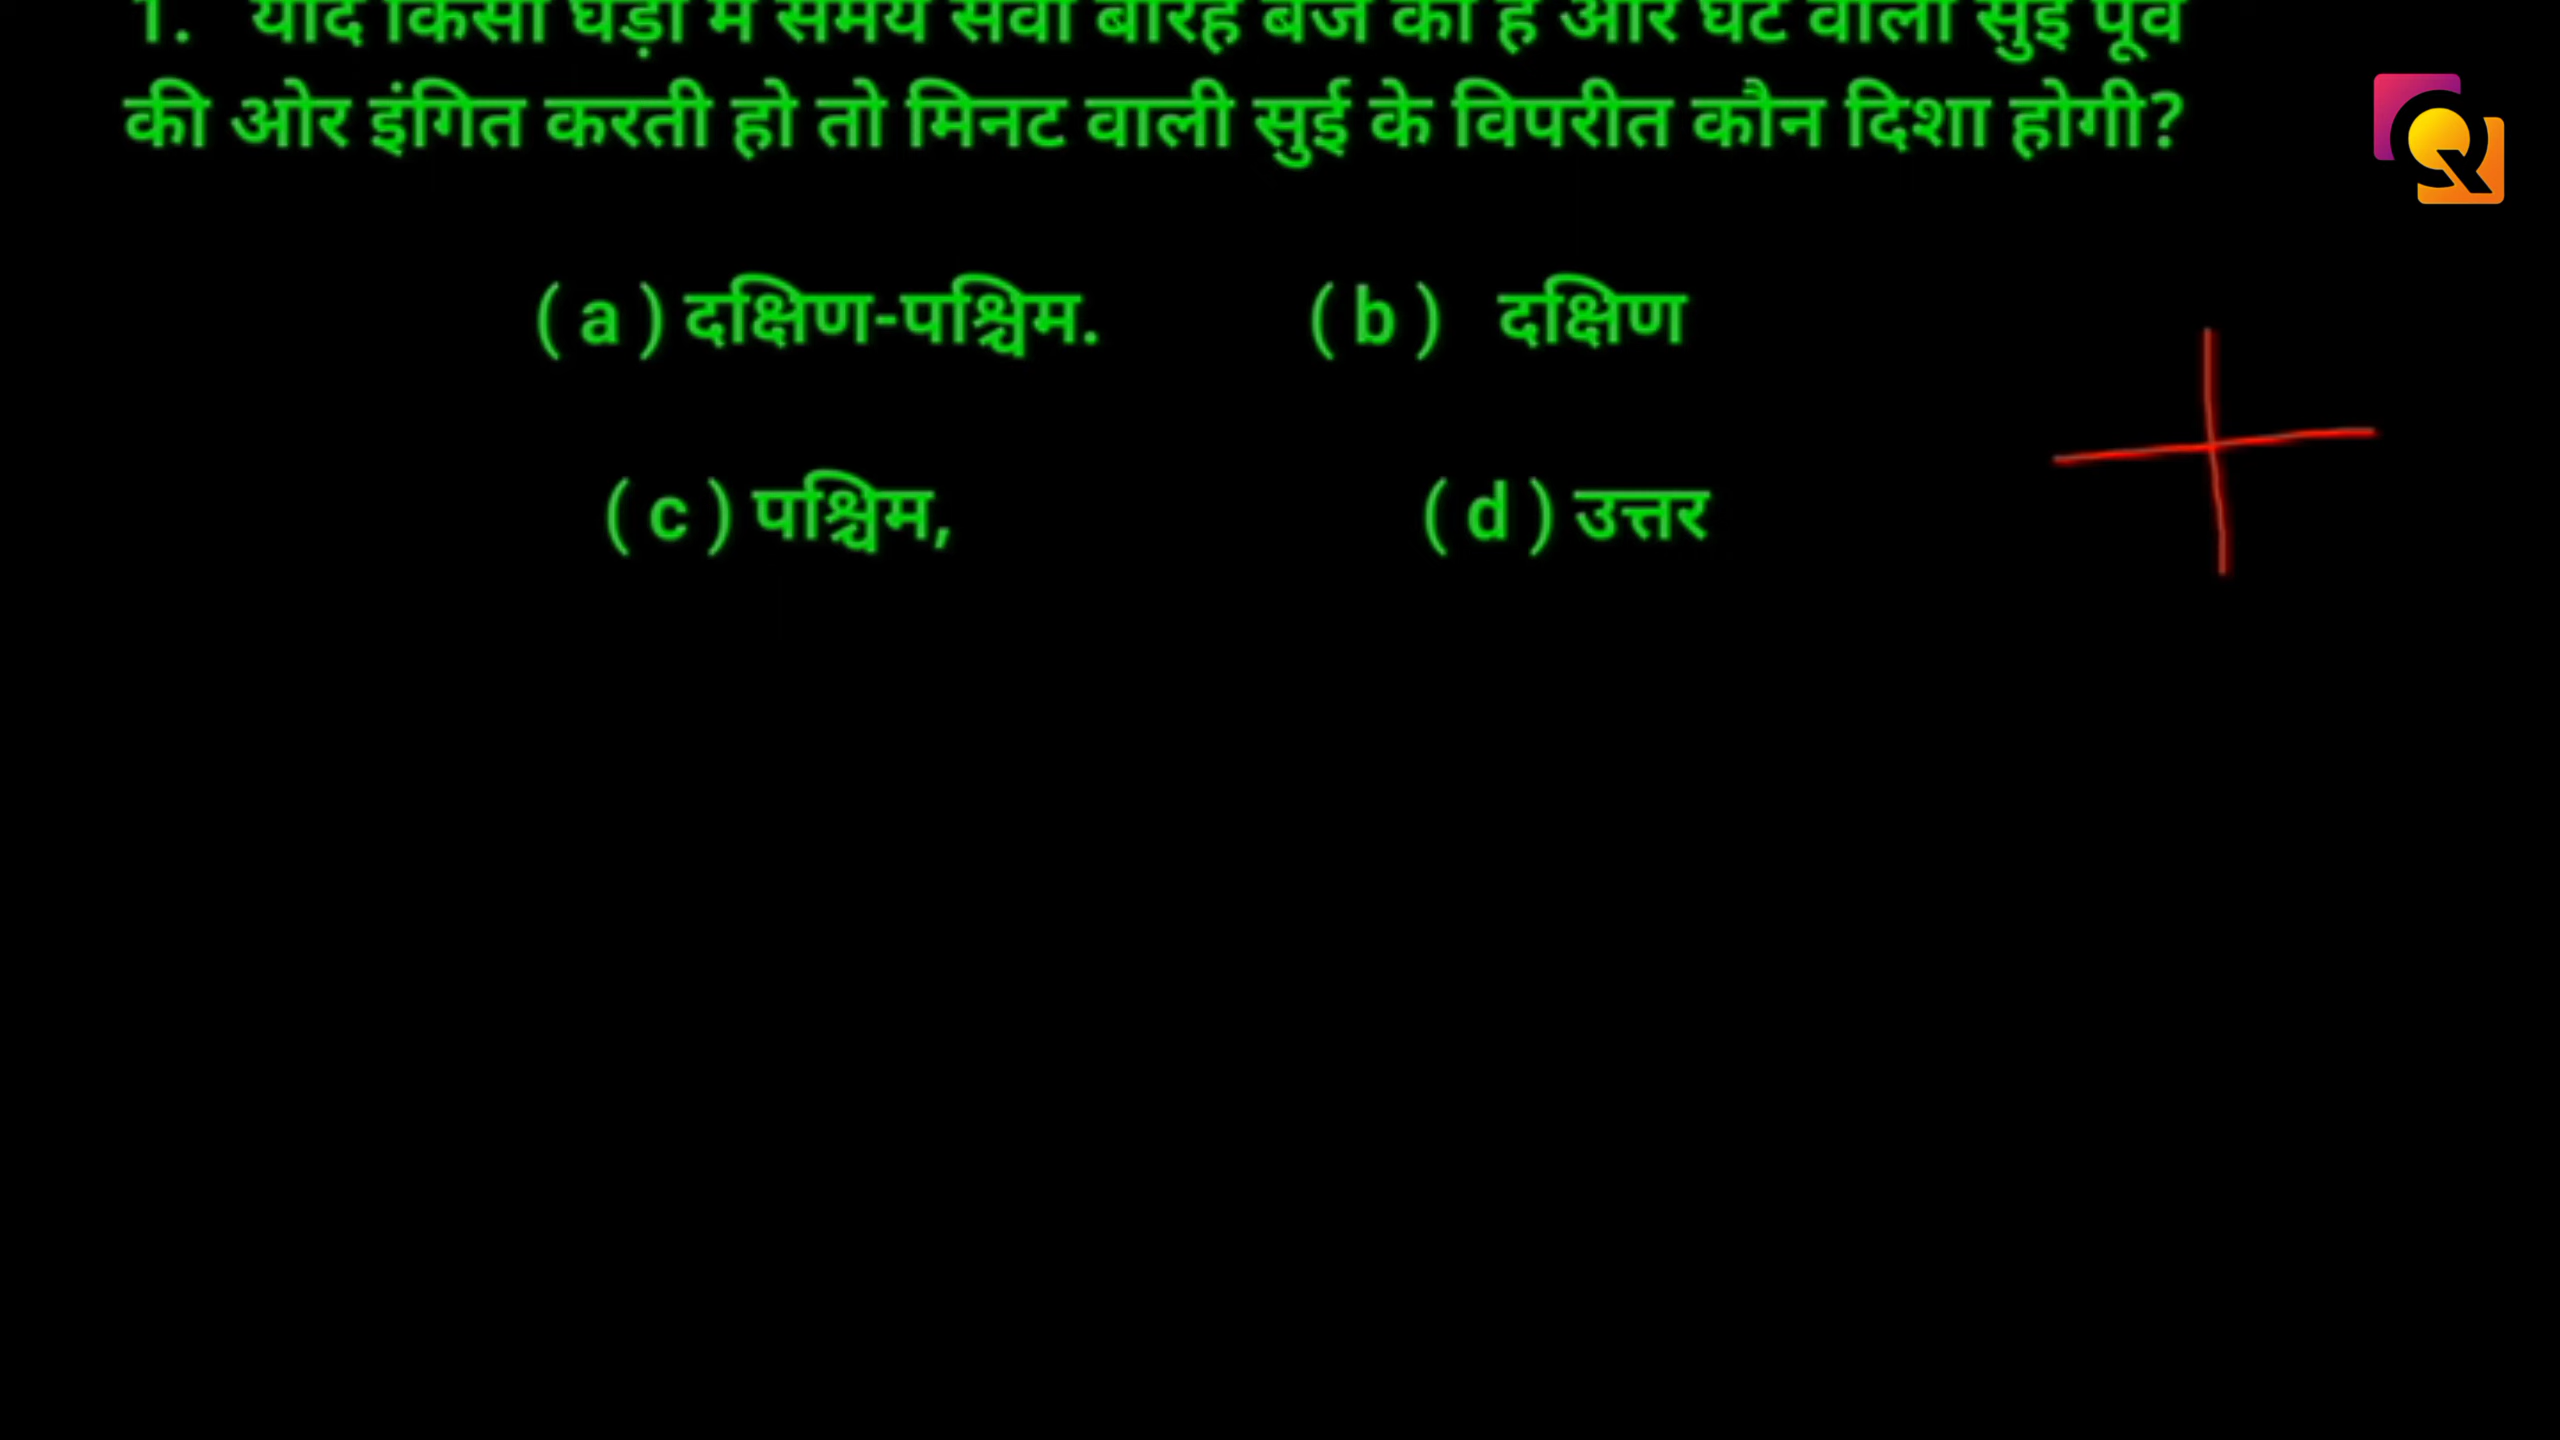 1. यदि किसी घड़ी में समय सवा बारह बजे का है और घंटे वाली सुई पूर्व
की ओर इंगित करती हो तो मिनट वाली सुई के विपरीत कौन दिशा होगी?
( a ) दक्षिण-पश्चिम. ( b ) दक्षिण
( c ) पश्चिम, ( d ) उत्तर